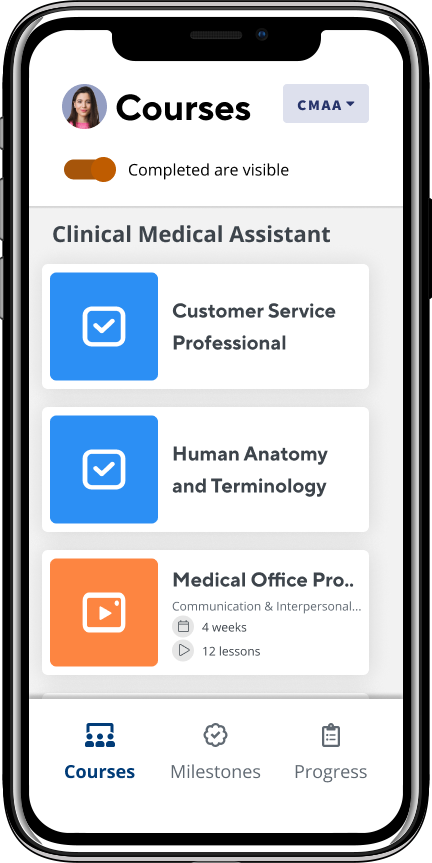 Courses
CMAA
Completed are visible
Clinical Medical Assistant
Customer Service
Professional
Human Anatomy
and Terminology
Medical Office Pro..
Communication & Interpersonal...
4 weeks
12 lessons
Courses
Milestones
Progress